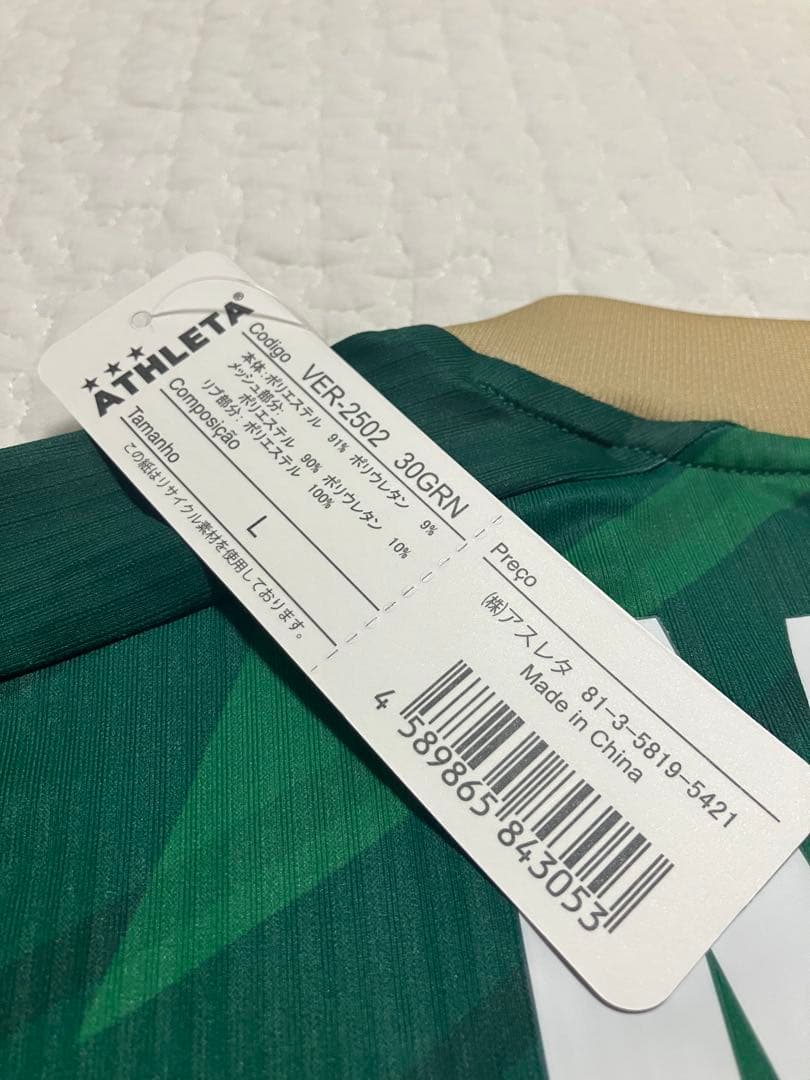 ATHLETA®
Codigo VER-2502 30GRN
Composição
本体:ポリエステル 91% ポリウレタン 9%
メッシュ部分:
ポリエステル 90% ポリウレタン 10%
リブ部分:ポリエステル 100%
Tamanho L
この紙はリサイクル素材を使用しております。
Preço
㈱アスレタ 81-3-5819-5421
Made in China
4 589865 843053